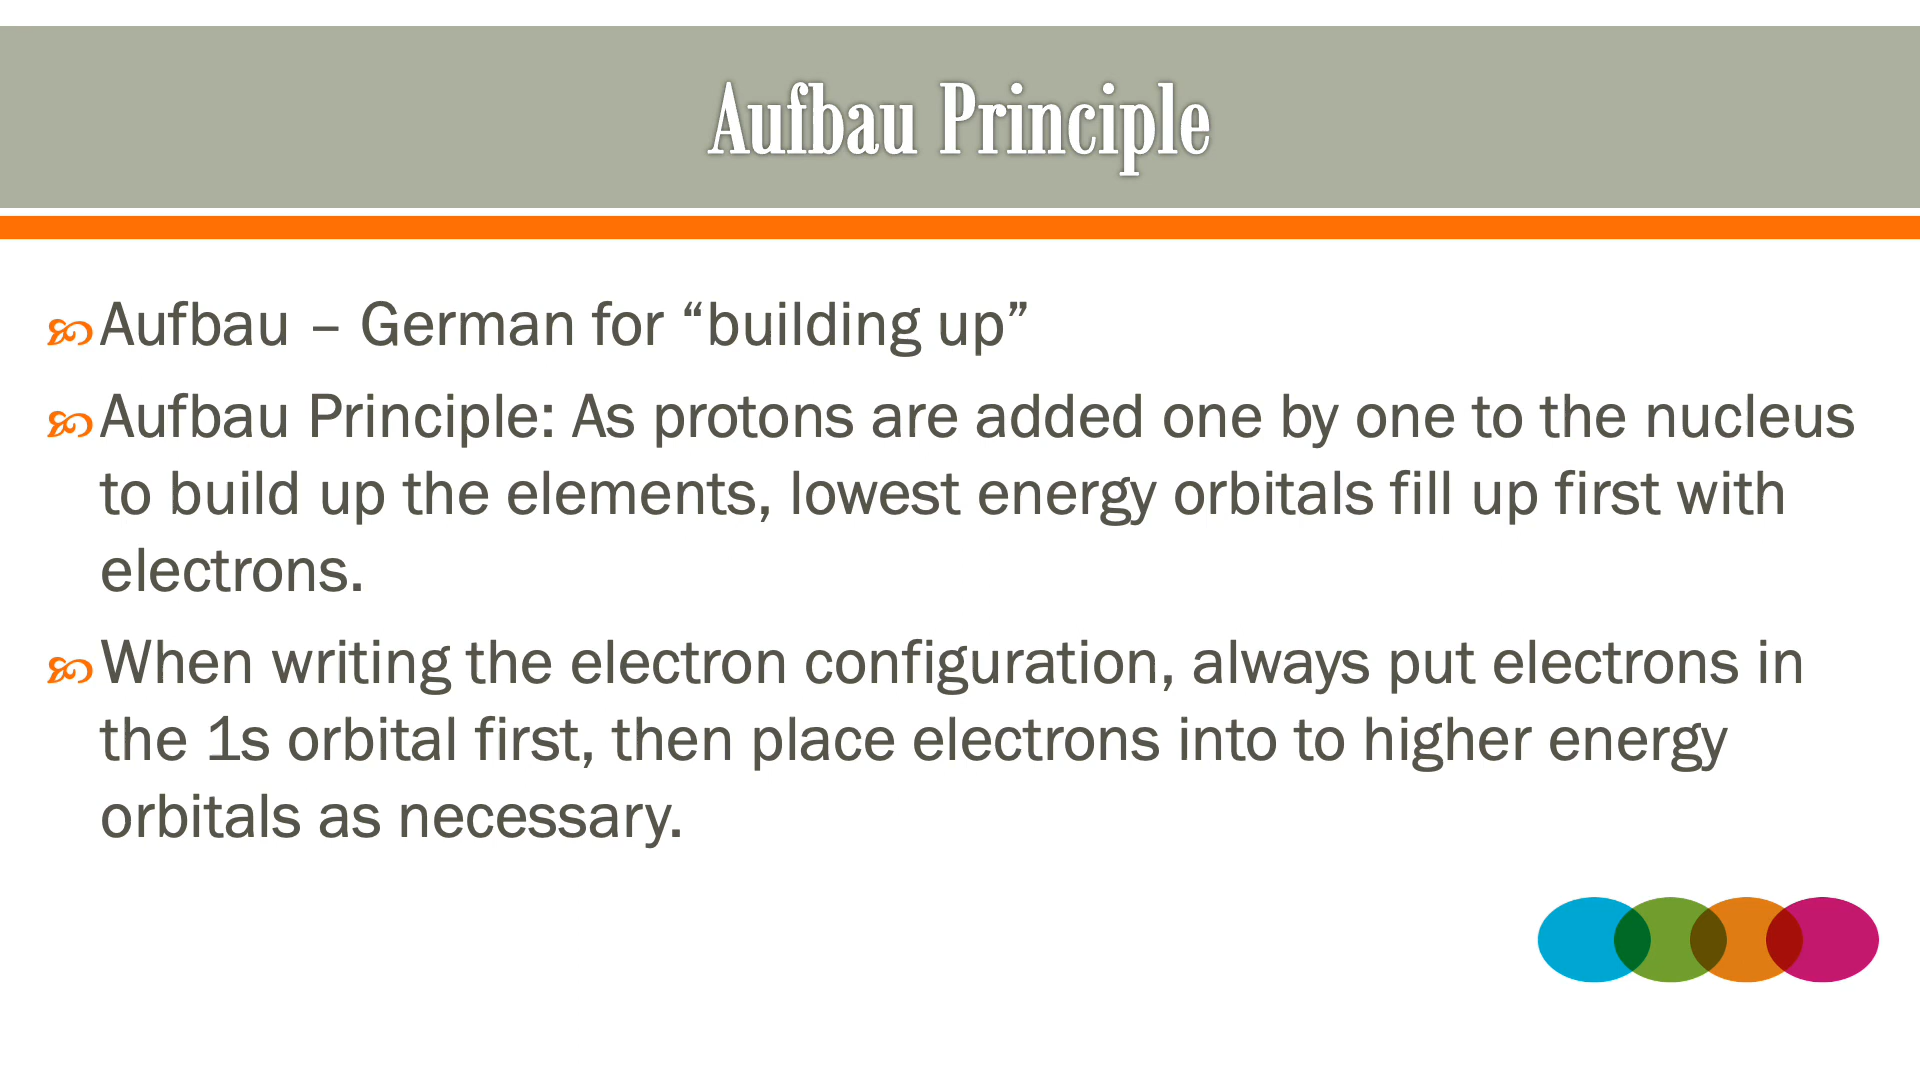 Aufbau Principle
Aufbau – German for “building up”
Aufbau Principle: As protons are added one by one to the nucleus
to build up the elements, lowest energy orbitals fill up first with
electrons.
When writing the electron configuration, always put electrons in
the 1s orbital first, then place electrons into to higher energy
orbitals as necessary.